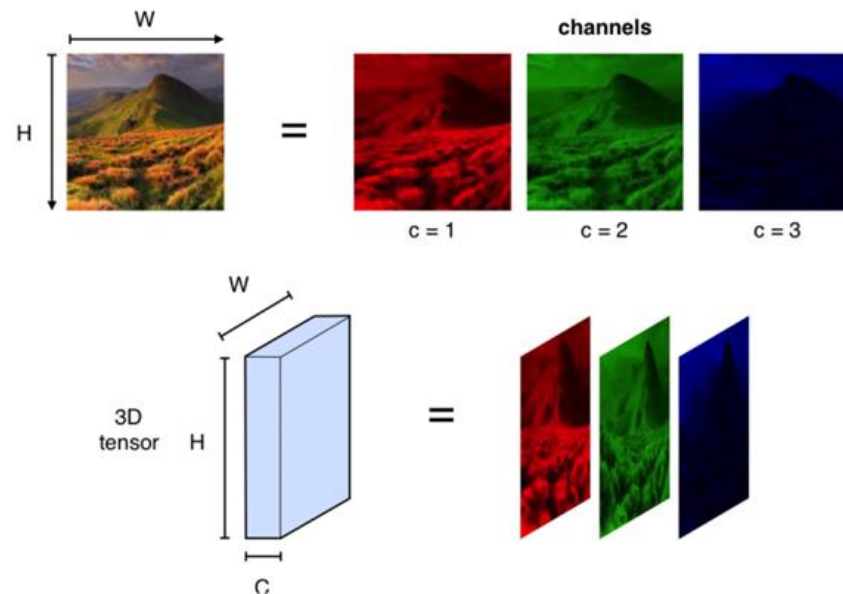 W
channels
H
=
c = 1
c = 2
c = 3
W
3D
tensor
H
=
C